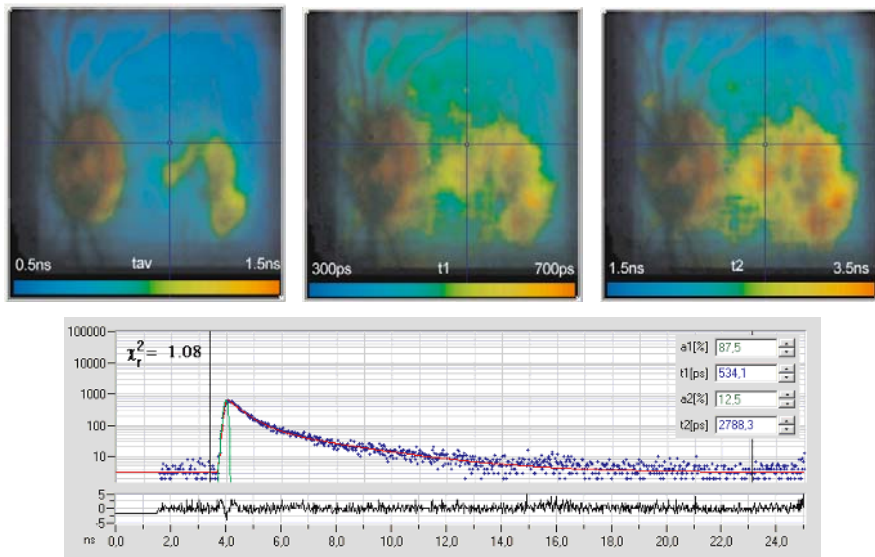 0.5ns tav 1.5ns
300ps t1 700ps
1.5ns t2 3.5ns
100000
10000
1000
100
10
χr2= 1.08
a1[%] 87,5
t1[ps] 534,1
a2[%] 12,5
t2[ps] 2788,3
5
0
-5
ns 0,0 2,0 4,0 6,0 8,0 10,0 12,0 14,0 16,0 18,0 20,0 22,0 24,0